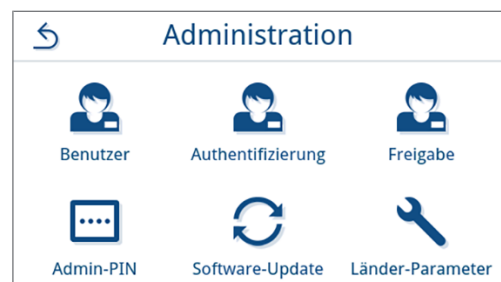 Administration
Benutzer
Authentifizierung
Freigabe
Admin-PIN
Software-Update
Länder-Parameter